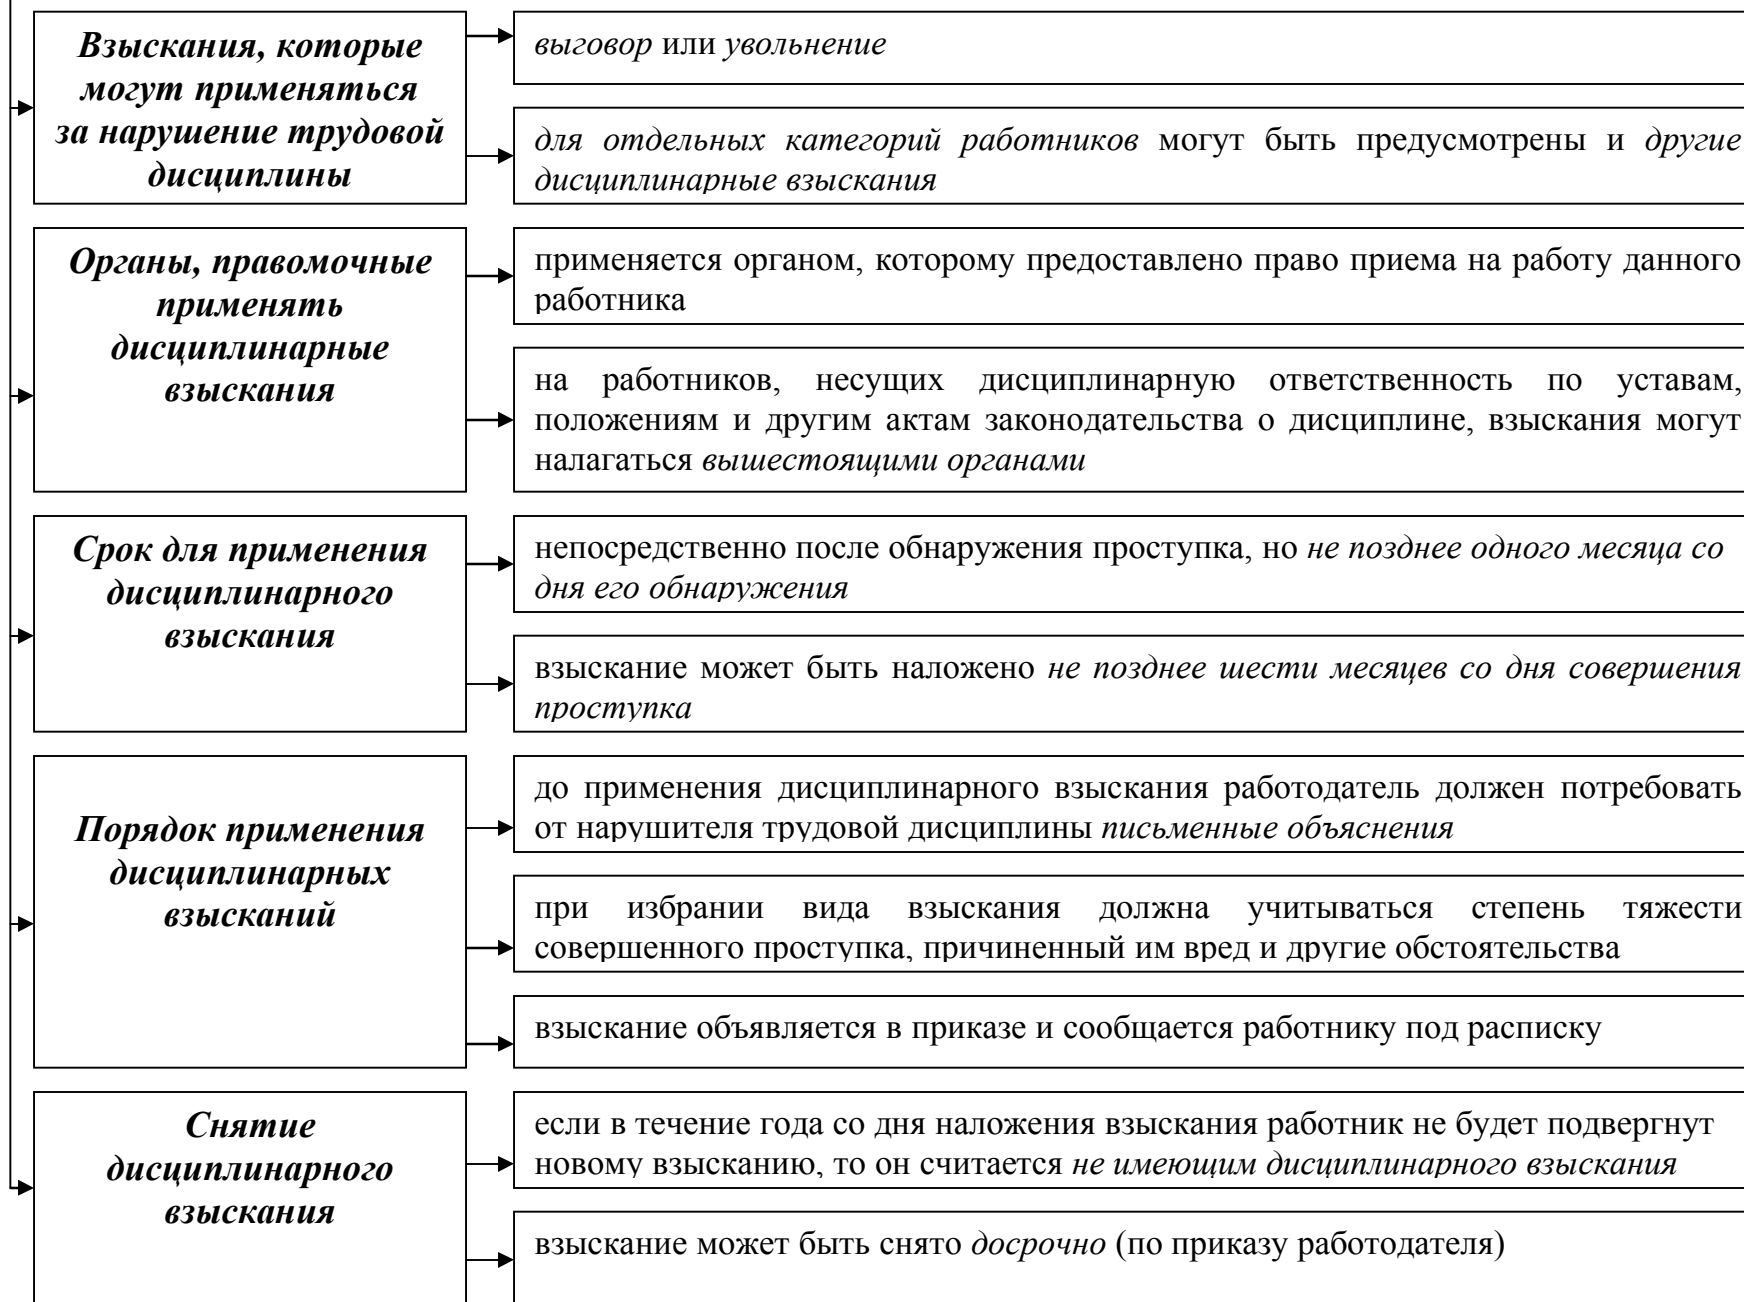 Взыскания, которые
могут применяться
за нарушение трудовой
дисциплины
выговор или увольнение
для отдельных категорий работников могут быть предусмотрены и другие
дисциплинарные взыскания
Органы, правомочные
применять
дисциплинарные
взыскания
применяется органом, которому предоставлено право приема на работу данного
работника
на работников, несущих дисциплинарную ответственность по уставам,
положениям и другим актам законодательства о дисциплине, взыскания могут
налагаться вышестоящими органами
Срок для применения
дисциплинарного
взыскания
непосредственно после обнаружения проступка, но не позднее одного месяца со
дня его обнаружения
взыскание может быть наложено не позднее шести месяцев со дня совершения
проступка
Порядок применения
дисциплинарных
взысканий
до применения дисциплинарного взыскания работодатель должен потребовать
от нарушителя трудовой дисциплины письменные объяснения
при избрании вида взыскания должна учитываться степень тяжести
совершенного проступка, причиненный им вред и другие обстоятельства
взыскание объявляется в приказе и сообщается работнику под расписку
Снятие
дисциплинарного
взыскания
если в течение года со дня наложения взыскания работник не будет подвергнут
новому взысканию, то он считается не имеющим дисциплинарного взыскания
взыскание может быть снято досрочно (по приказу работодателя)